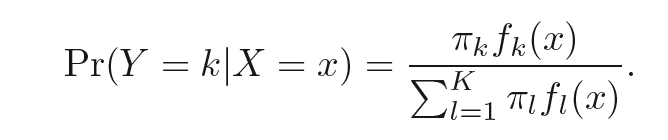 $$\Pr(Y = k|X = x) = \frac{\pi_k f_k(x)}{\sum_{l=1}^{K} \pi_l f_l(x)}.$$